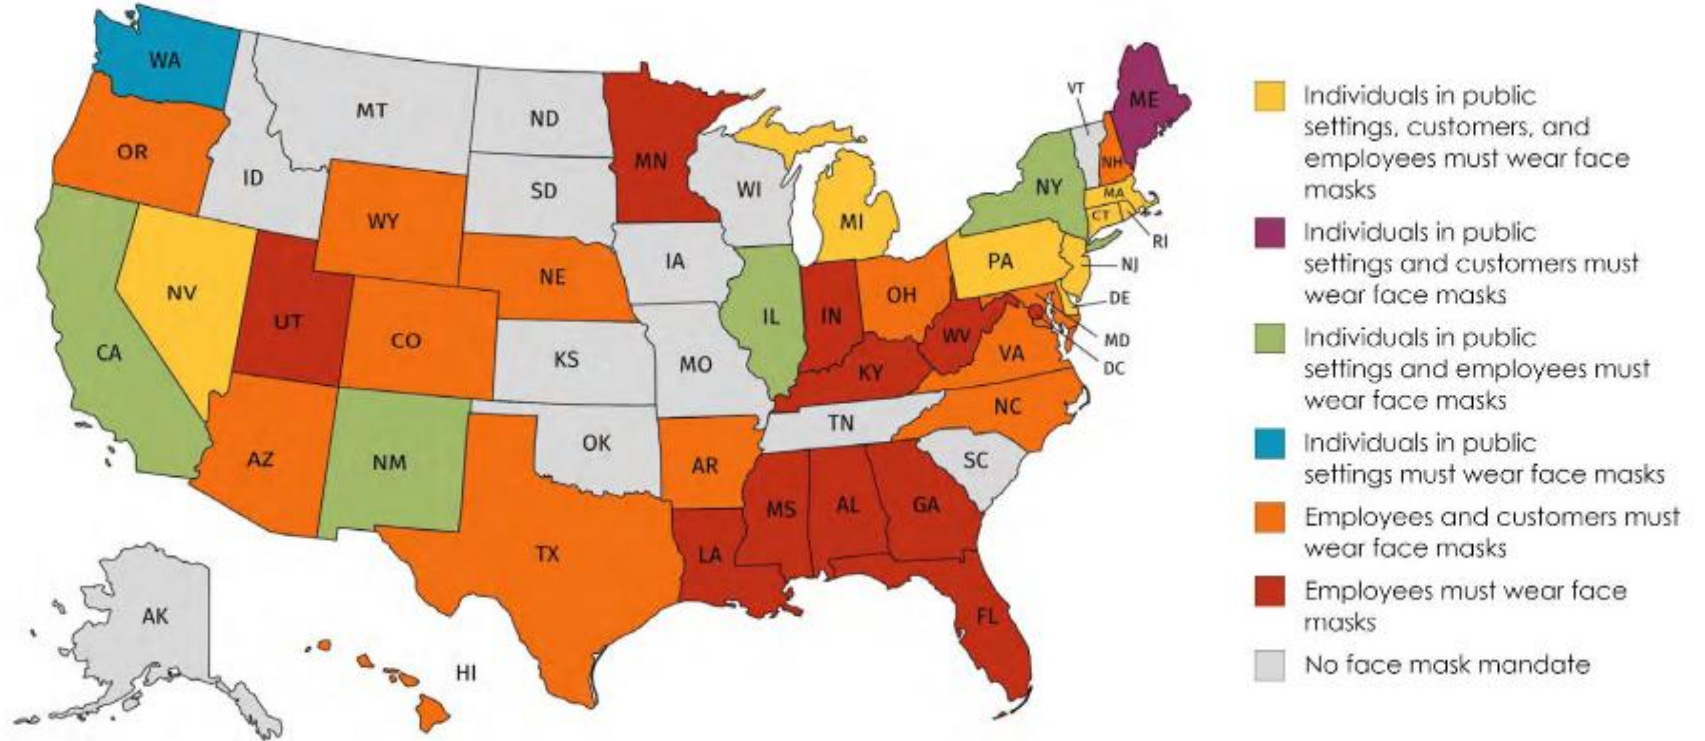 WA
OR
CA
NV
ID
MT
WY
UT
AZ
CO
NM
ND
SD
NE
KS
OK
TX
MN
IA
MO
AR
LA
WI
IL
MI
IN
OH
KY
TN
MS
AL
GA
FL
SC
NC
VA
WV
PA
NY
VT
NH
ME
MA
CT
RI
NJ
DE
MD
DC
AK
HI
Individuals in public
settings, customers, and
employees must wear face
masks
Individuals in public
settings and customers must
wear face masks
Individuals in public
settings and employees must
wear face masks
Individuals in public
settings must wear face masks
Employees and customers must
wear face masks
Employees must wear face
masks
No face mask mandate